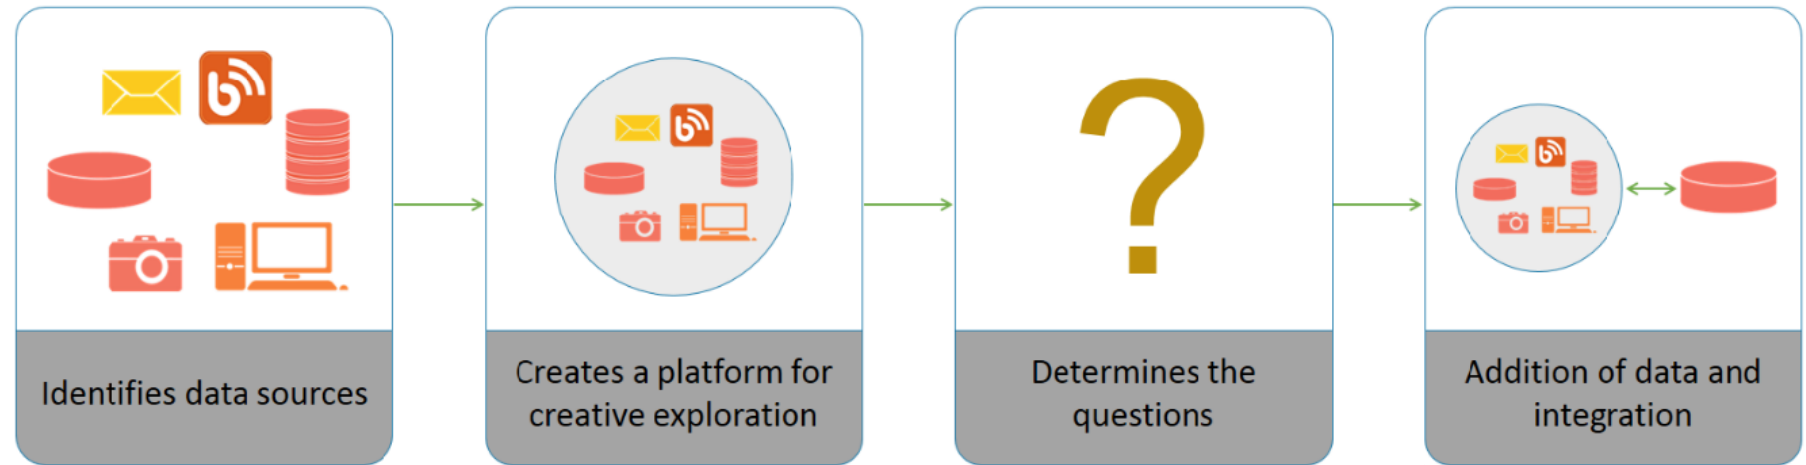 Identifies data sources
Creates a platform for
creative exploration
Determines the
questions
Addition of data and
integration